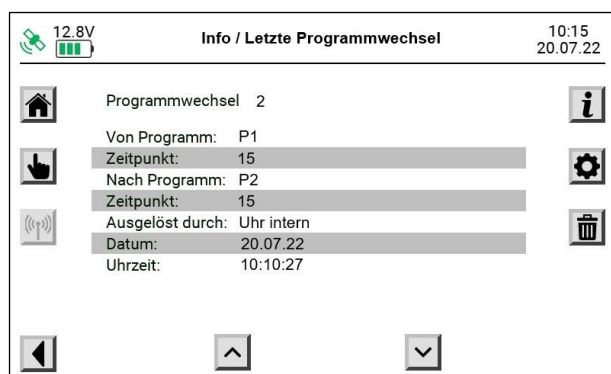 12.8V
Info / Letzte Programmwechsel
10:15
20.07.22
Programmwechsel 2
Von Programm: P1
Zeitpunkt: 15
Nach Programm: P2
Zeitpunkt: 15
Ausgelöst durch: Uhr intern
Datum: 20.07.22
Uhrzeit: 10:10:27